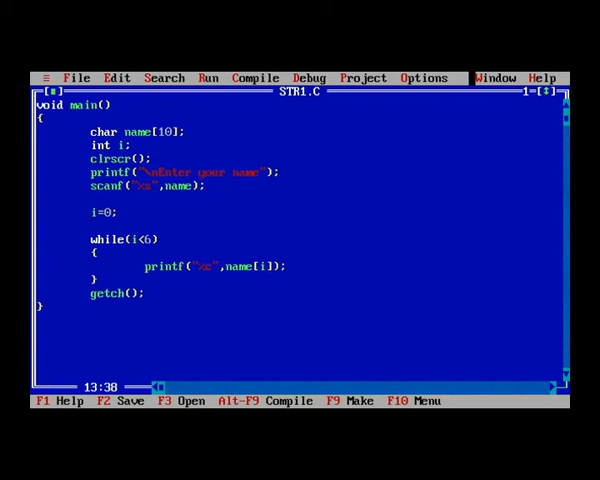 ≡ File Edit Search Run Compile Debug Project Options Window Help
[■] STR1.C 1=[↕]
void main()
{
char name[10];
int i;
clrscr();
printf("\nEnter your name");
scanf("%s",name);
i=0;
while(i<6)
{
printf("%c",name[i]);
}
getch();
}
13:38
F1 Help F2 Save F3 Open Alt-F9 Compile F9 Make F10 Menu